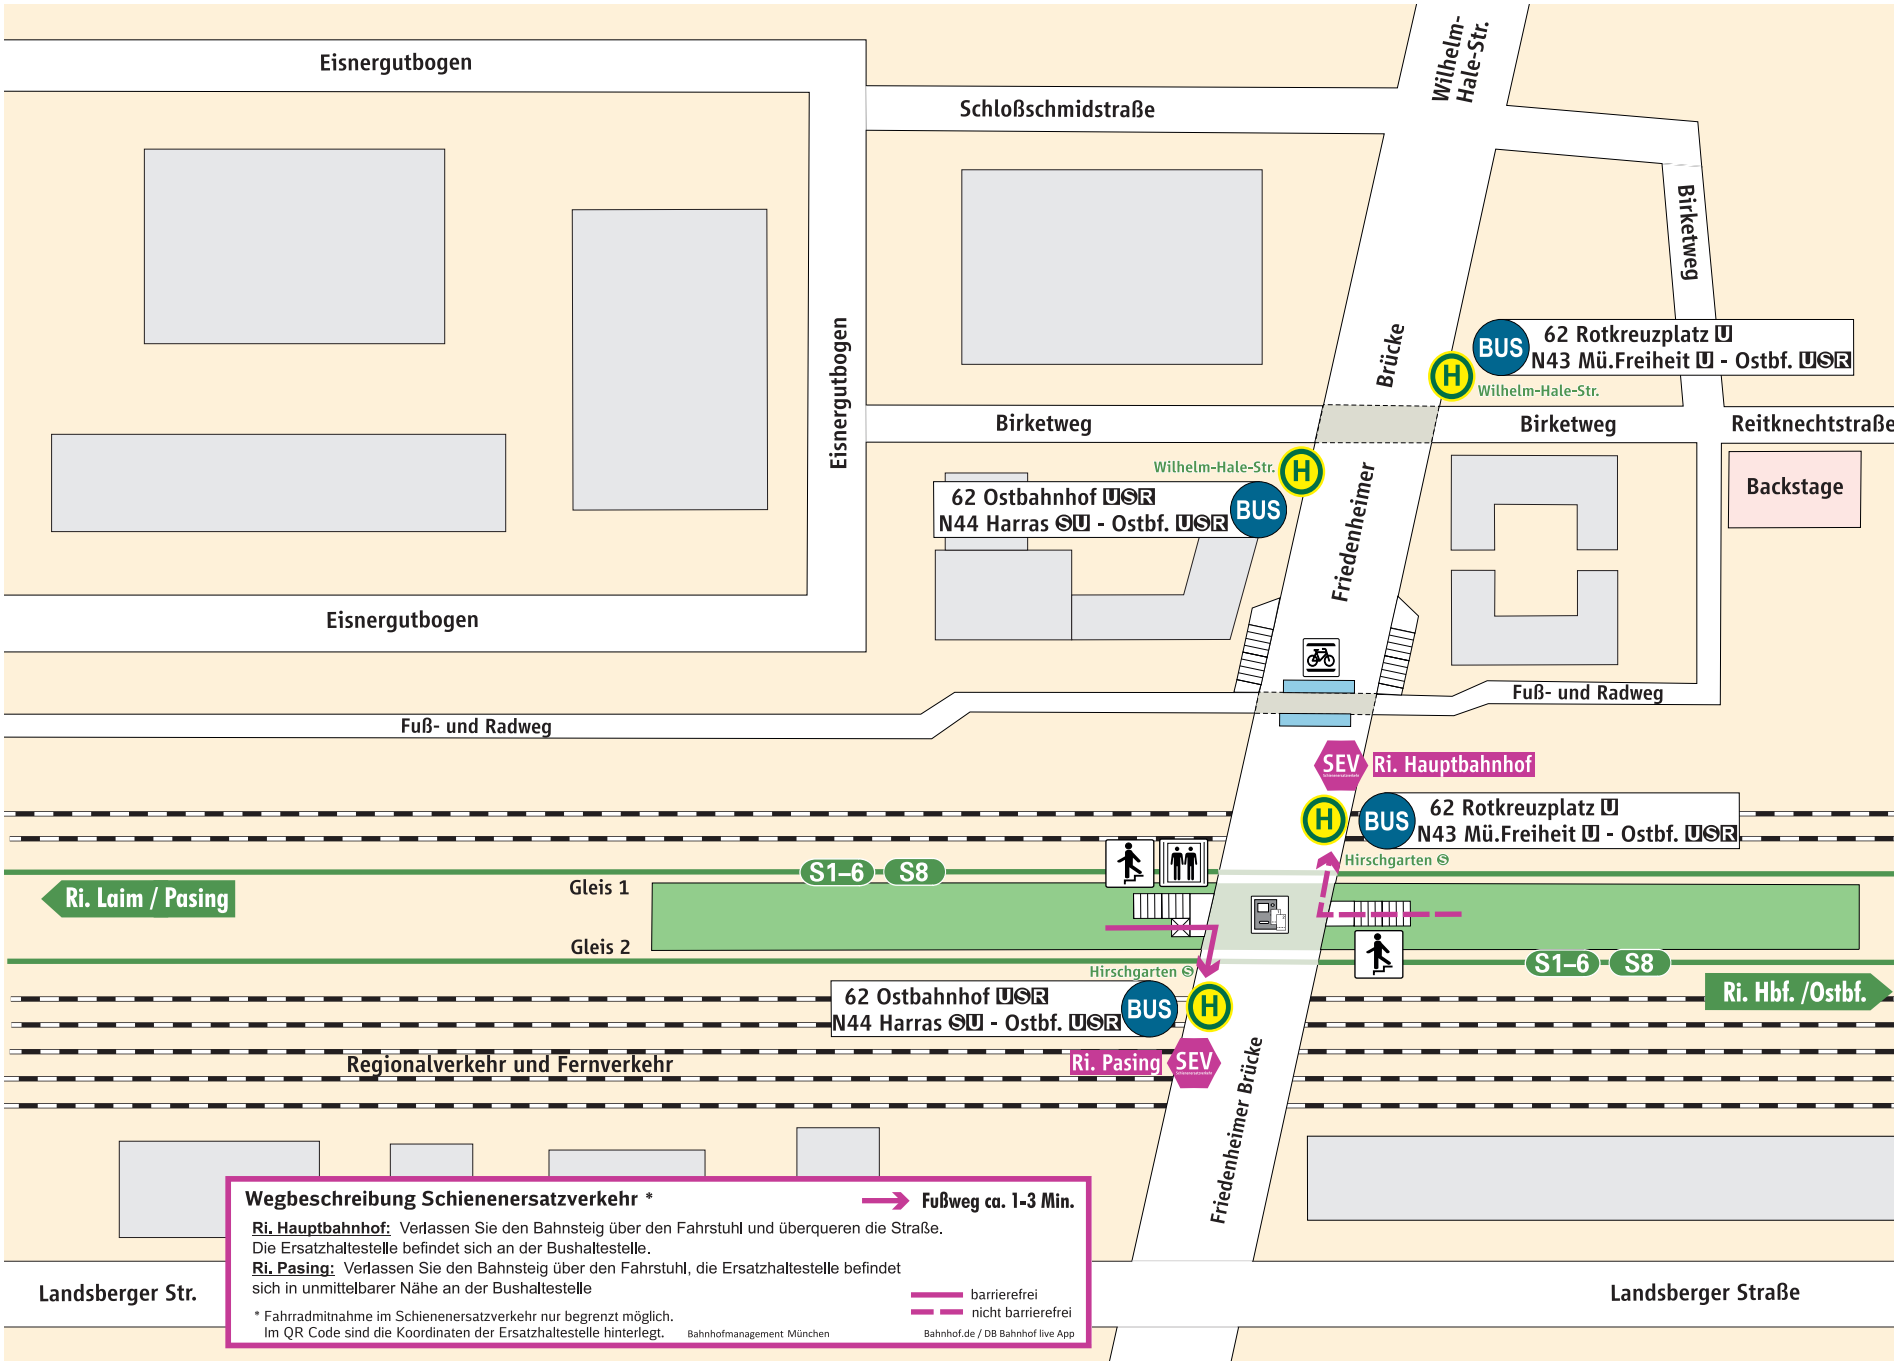 Wilhelm-
Hale-Str.
Eisnergutbogen
Schloßschmidstraße
Birketweg
Eisnergutbogen
Brücke
BUS
62 Rotkreuzplatz U
N43 Mü.Freiheit U - Ostbf. USR
H
Wilhelm-Hale-Str.
Birketweg
Birketweg
Reitknechtstraße
Wilhelm-Hale-Str.
H
62 Ostbahnhof USR
N44 Harras SU - Ostbf. USR
BUS
Friedenheimer
Backstage
Eisnergutbogen
Fuß- und Radweg
Fuß- und Radweg
SEV
Ri. Hauptbahnhof
H
BUS
62 Rotkreuzplatz U
N43 Mü.Freiheit U - Ostbf. USR
Hirschgarten S
S1–6
S8
Gleis 1
Ri. Laim / Pasing
Gleis 2
S1–6
S8
Hirschgarten S
Ri. Hbf. /Ostbf.
62 Ostbahnhof USR
N44 Harras SU - Ostbf. USR
BUS
H
Ri. Pasing
SEV
Regionalverkehr und Fernverkehr
Friedenheimer Brücke
Wegbeschreibung Schienenersatzverkehr *
Fußweg ca. 1-3 Min.
Ri. Hauptbahnhof: Verlassen Sie den Bahnsteig über den Fahrstuhl und überqueren die Straße.
Die Ersatzhaltestelle befindet sich an der Bushaltestelle.
Ri. Pasing: Verlassen Sie den Bahnsteig über den Fahrstuhl, die Ersatzhaltestelle befindet
sich in unmittelbarer Nähe an der Bushaltestelle
barrierefrei
nicht barrierefrei
* Fahrradmitnahme im Schienenersatzverkehr nur begrenzt möglich.
Im QR Code sind die Koordinaten der Ersatzhaltestelle hinterlegt.
Bahnhofmanagement München
Bahnhof.de / DB Bahnhof live App
Landsberger Str.
Landsberger Straße